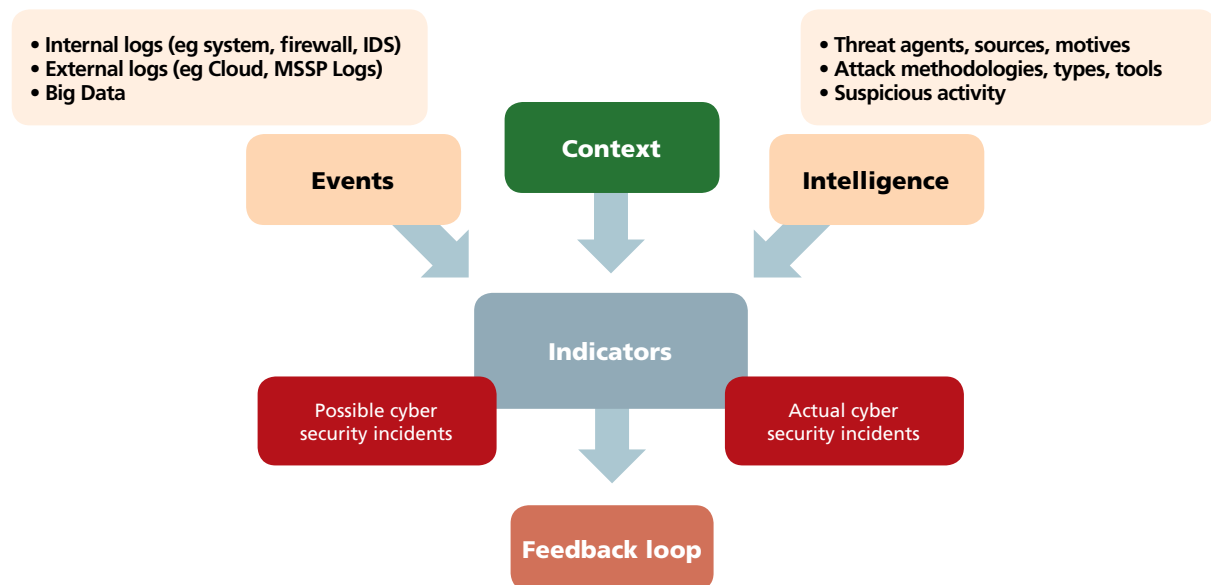 • Internal logs (eg system, firewall, IDS)
• External logs (eg Cloud, MSSP Logs)
• Big Data
• Threat agents, sources, motives
• Attack methodologies, types, tools
• Suspicious activity
Context
Events
Intelligence
Indicators
Possible cyber
security incidents
Actual cyber
security incidents
Feedback loop